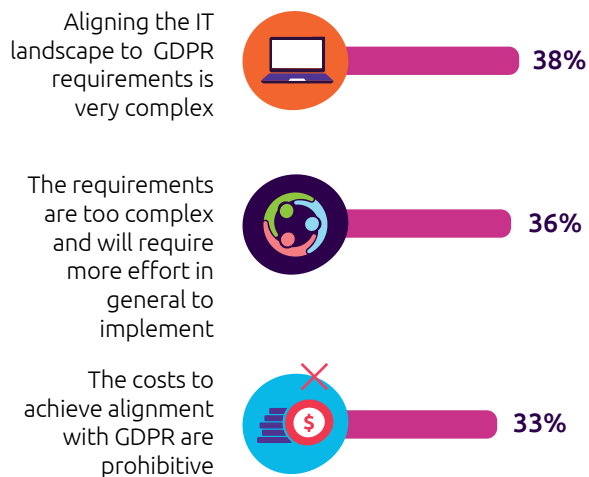 Aligning the IT
landscape to GDPR
requirements is
very complex
38%
The requirements
are too complex
and will require
more effort in
general to
implement
36%
The costs to
achieve alignment
with GDPR are
prohibitive
$
33%